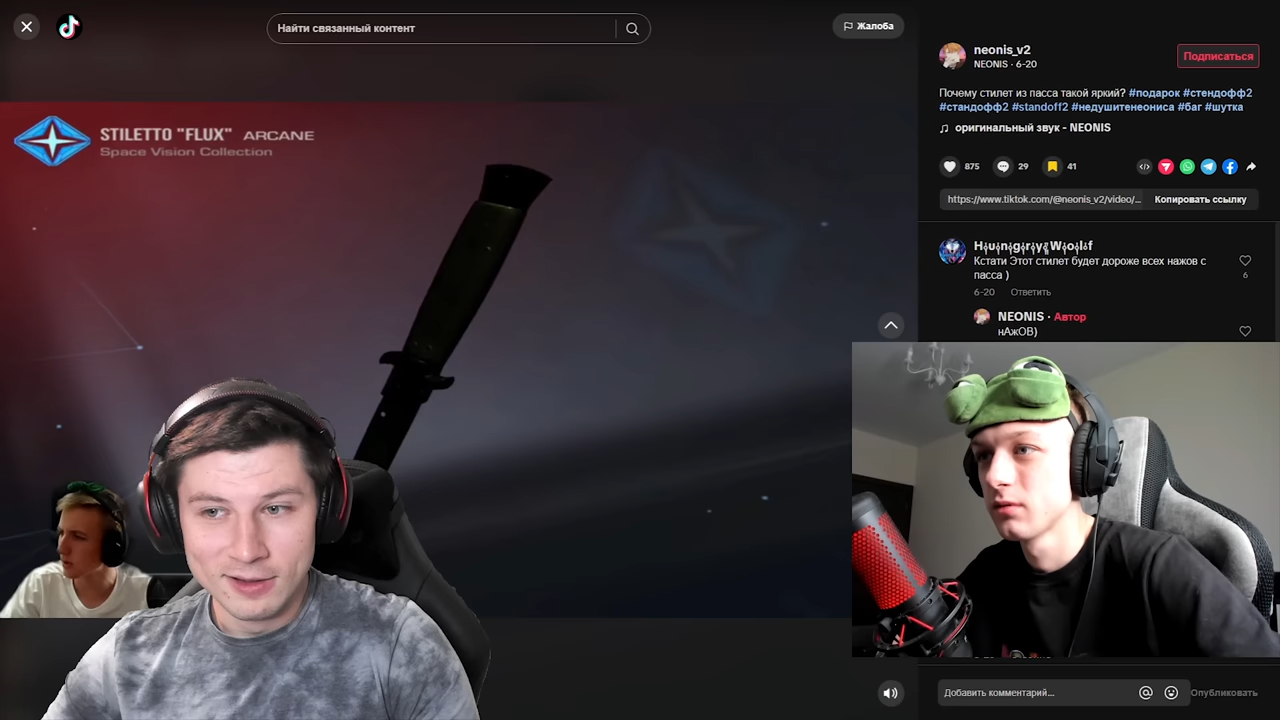 Найти связанный контент
Жалоба
STILETTO "FLUX" ARCANE
Space Vision Collection
neonis_v2
NEONIS · 6-20
Подписаться
Почему стилет из пасса такой яркий? #подарок #стендофф2
#стандофф2 #standoff2 #недушитенеониса #баг #шутка
оригинальный звук - NEONIS
875
29
41
https://www.tiktok.com/@neonis_v2/video/...
Копировать ссылку
HungryWolf
Кстати Этот стилет будет дороже всех нажов с
пасса )
6
6-20
Ответить
NEONIS · Автор
нАжОВ)
Добавить комментарий...
Опубликовать